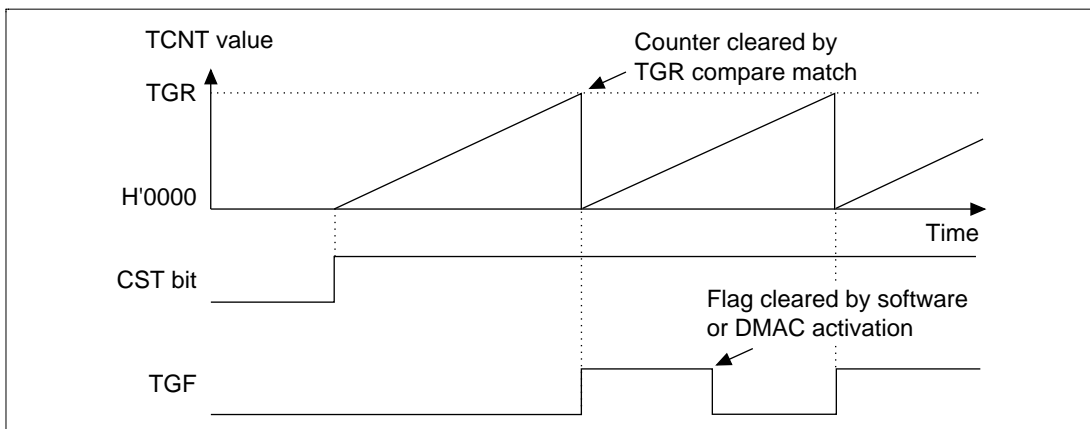 TCNT value
Counter cleared by
TGR compare match
TGR
H'0000
Time
CST bit
Flag cleared by software
or DMAC activation
TGF